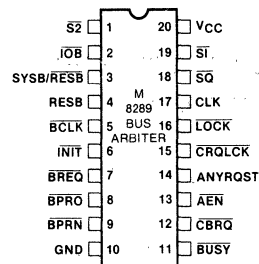 S2 1 20 VCC
IOB 2 19 SI
SYSB/RESB 3 18 SQ
RESB 4 M 17 CLK
BCLK 5 8289 BUS 16 LOCK
INIT 6 ARBITER 15 CRQLCK
BREQ 7 14 ANYRQST
BPRO 8 13 AEN
BPRN 9 12 CBRQ
GND 10 11 BUSY